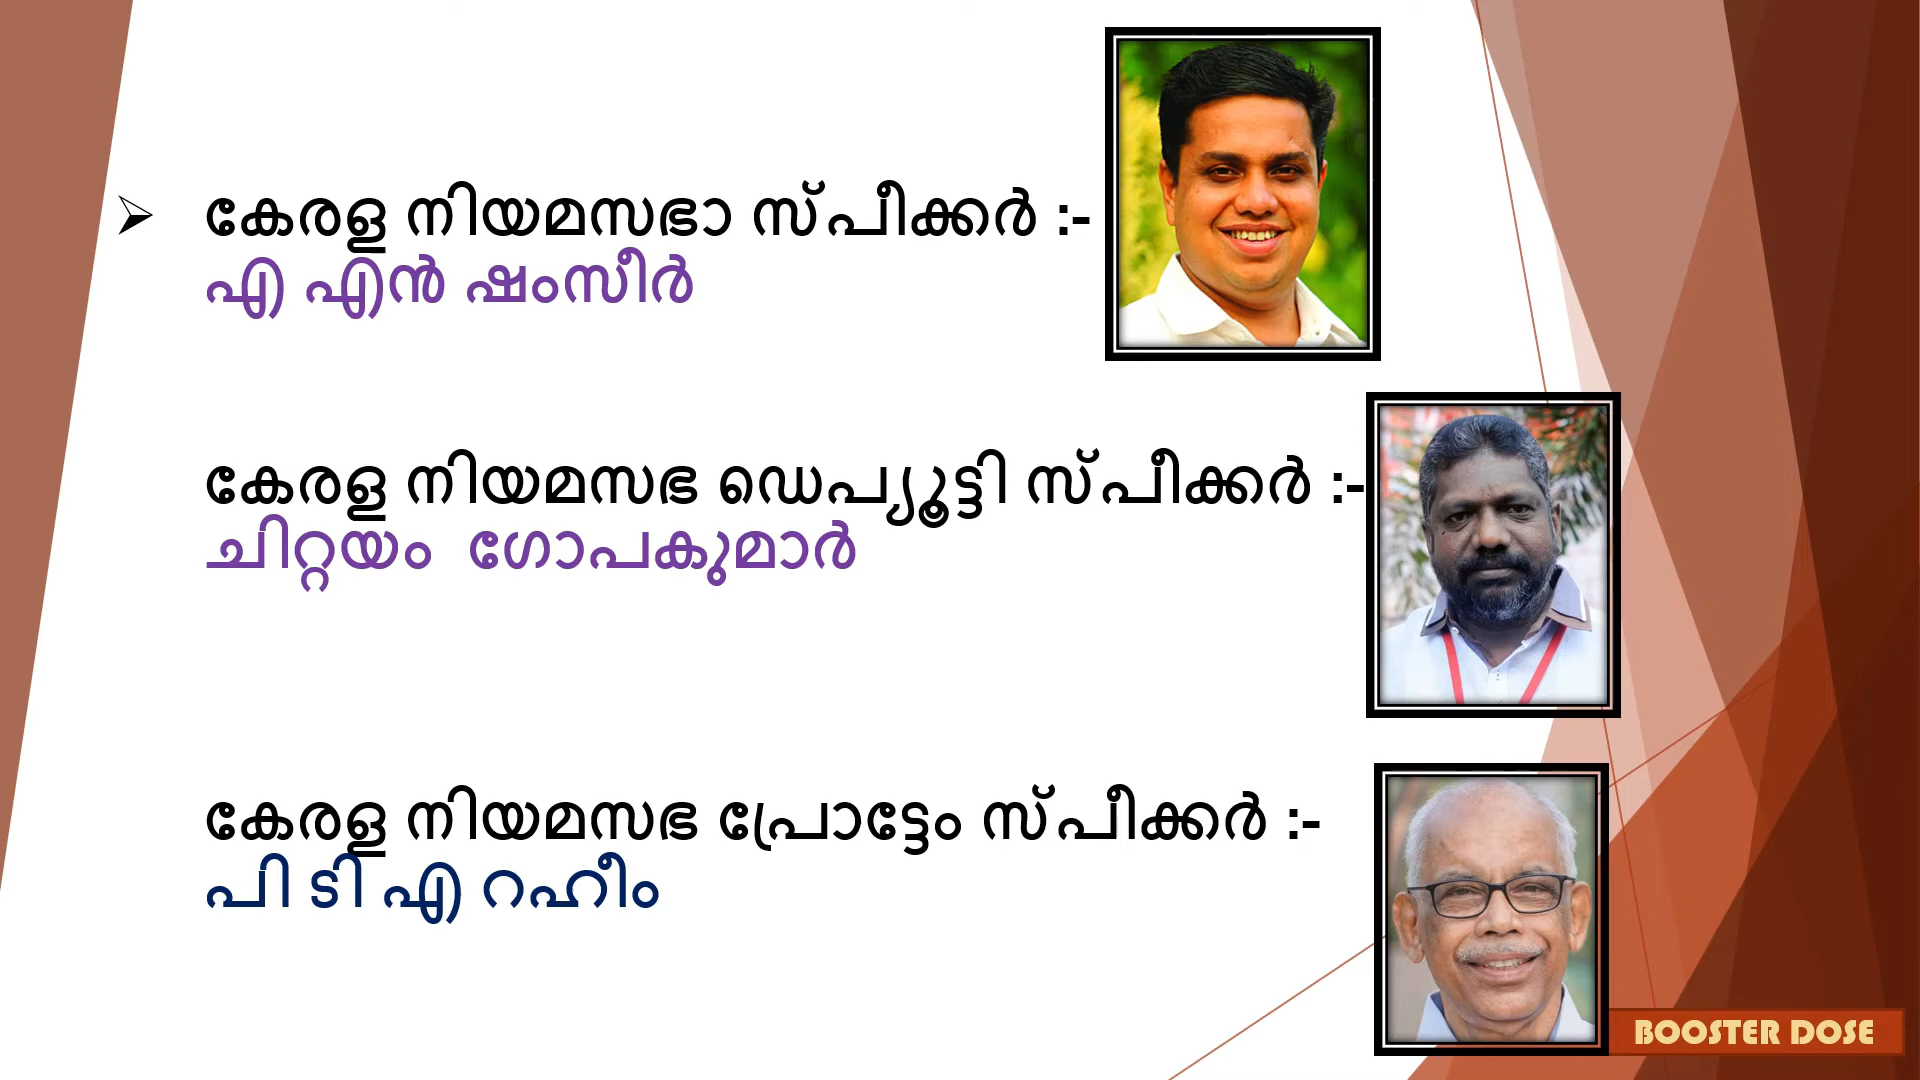 കേരള നിയമസഭാ സ്പീക്കർ :-
എ എൻ ഷംസീർ
കേരള നിയമസഭ ഡെപ്യൂട്ടി സ്പീക്കർ :-
ചിറ്റയം ഗോപകുമാർ
കേരള നിയമസഭ പ്രോട്ടേം സ്പീക്കർ :-
പി ടി എ റഹീം
BOOSTER DOSE